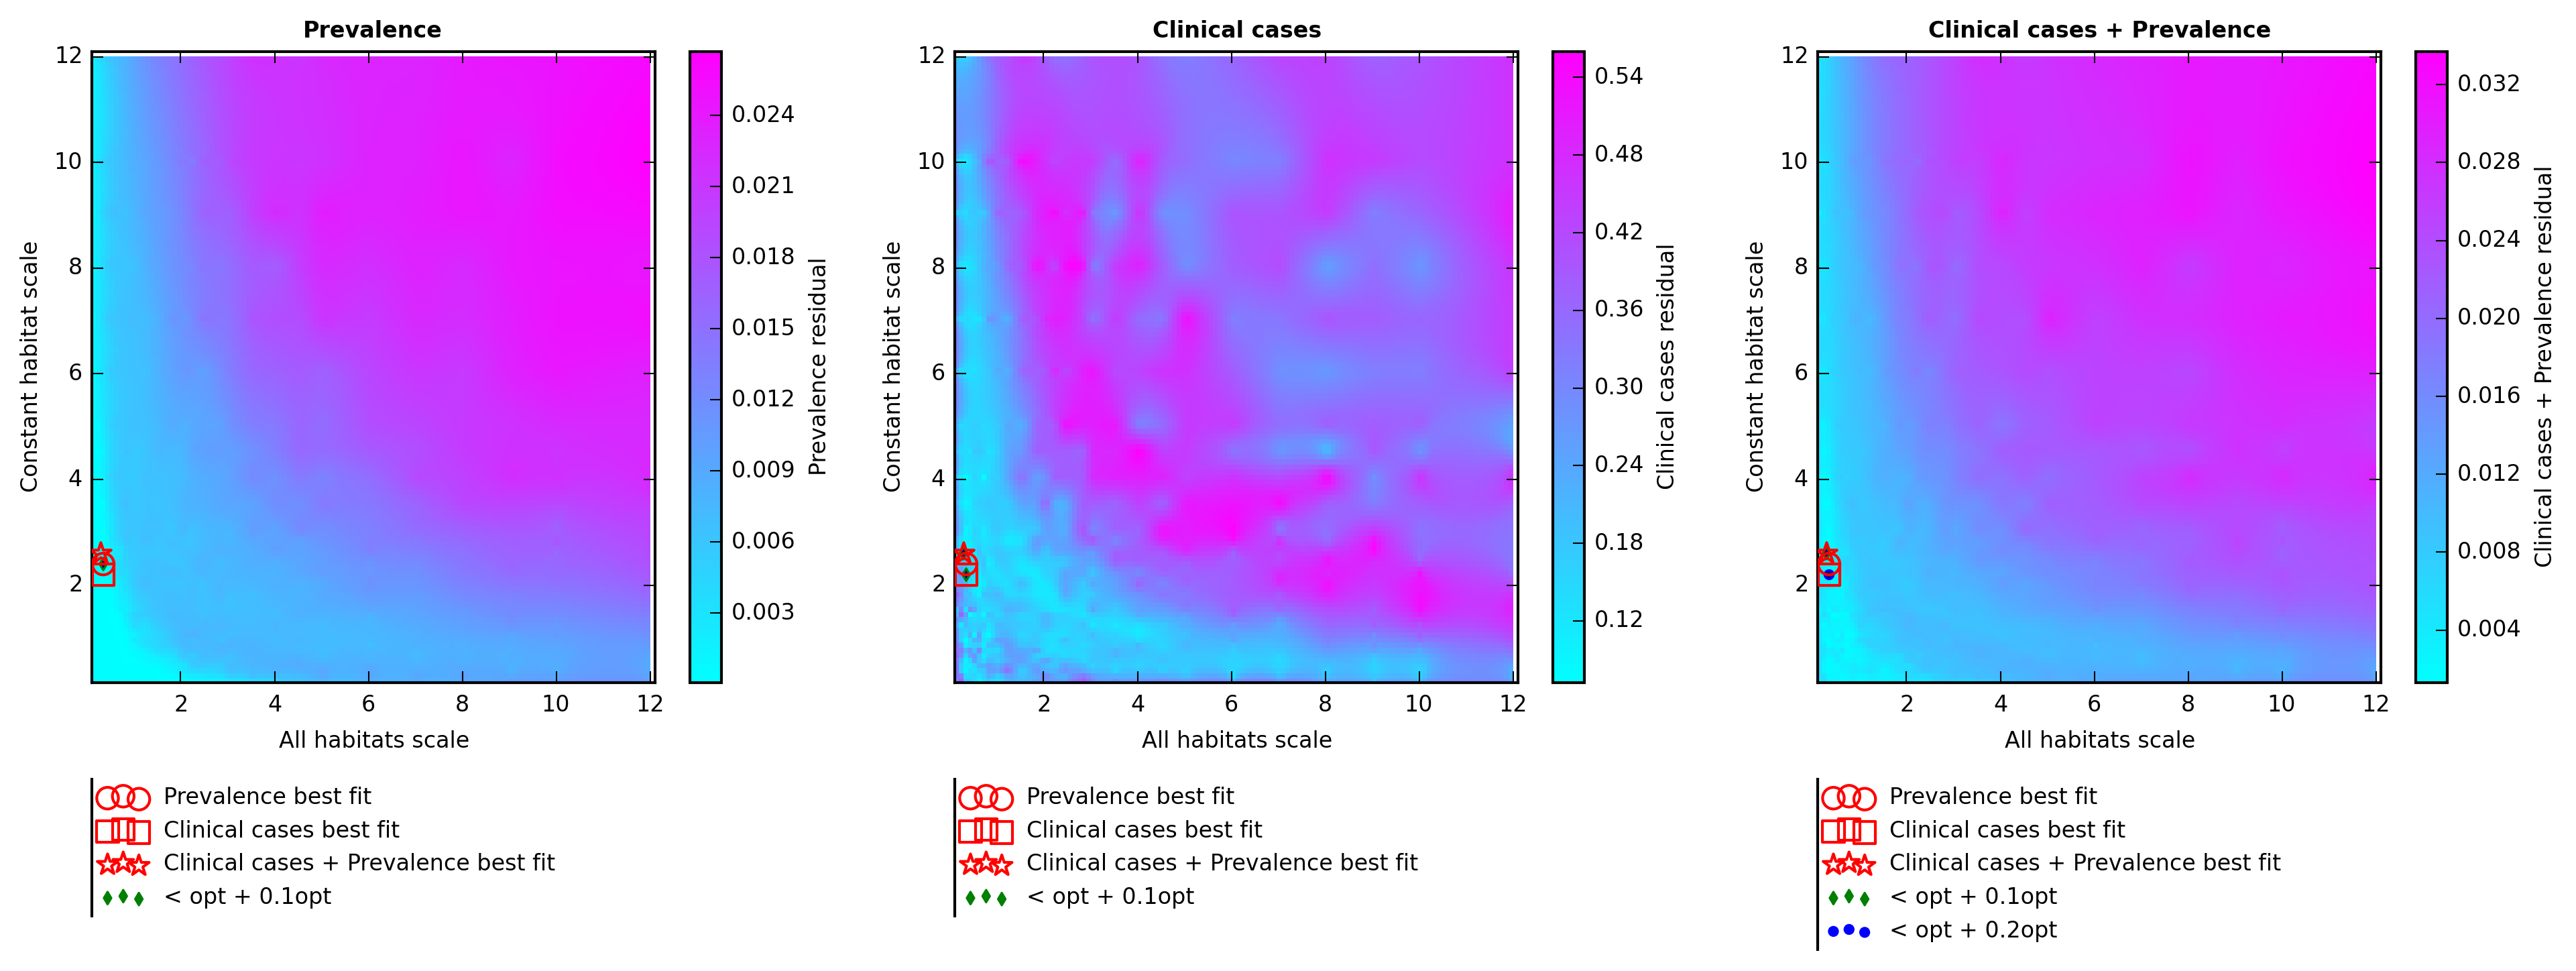 Prevalence
Clinical cases
Clinical cases + Prevalence
12
10
8
6
4
2
Constant habitat scale
2 4 6 8 10 12
All habitats scale
0.024
0.021
0.018
0.015
0.012
0.009
0.006
0.003
Prevalence residual
12
10
8
6
4
2
Constant habitat scale
2 4 6 8 10 12
All habitats scale
0.54
0.48
0.42
0.36
0.30
0.24
0.18
0.12
Clinical cases residual
12
10
8
6
4
2
Constant habitat scale
2 4 6 8 10 12
All habitats scale
0.032
0.028
0.024
0.020
0.016
0.012
0.008
0.004
Clinical cases + Prevalence residual
Prevalence best fit
Clinical cases best fit
Clinical cases + Prevalence best fit
< opt + 0.1opt
Prevalence best fit
Clinical cases best fit
Clinical cases + Prevalence best fit
< opt + 0.1opt
Prevalence best fit
Clinical cases best fit
Clinical cases + Prevalence best fit
< opt + 0.1opt
< opt + 0.2opt